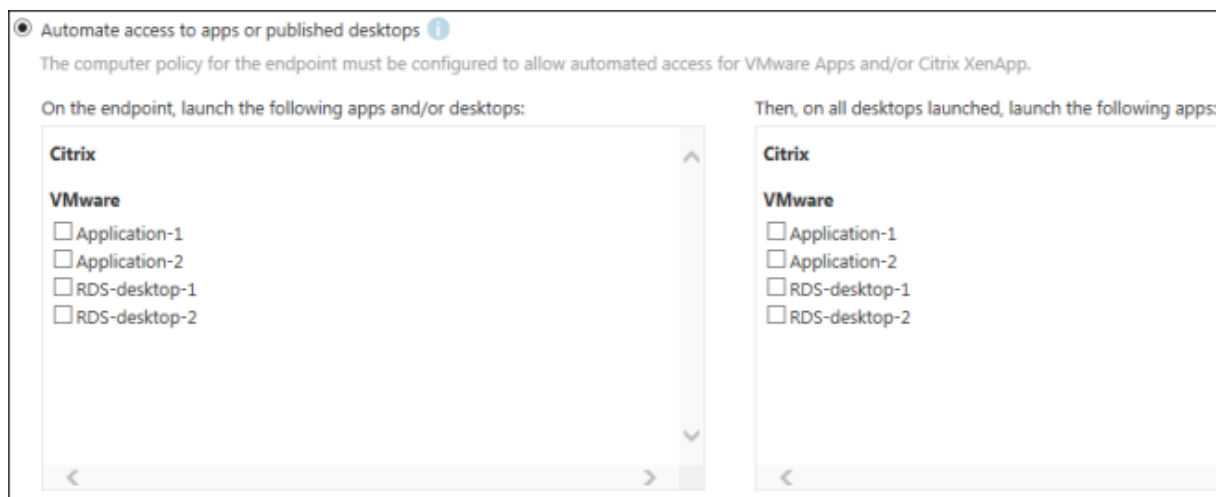 Automate access to apps or published desktops i
The computer policy for the endpoint must be configured to allow automated access for VMware Apps and/or Citrix XenApp.
On the endpoint, launch the following apps and/or desktops:
Citrix
VMware
Application-1
Application-2
RDS-desktop-1
RDS-desktop-2
Then, on all desktops launched, launch the following apps:
Citrix
VMware
Application-1
Application-2
RDS-desktop-1
RDS-desktop-2